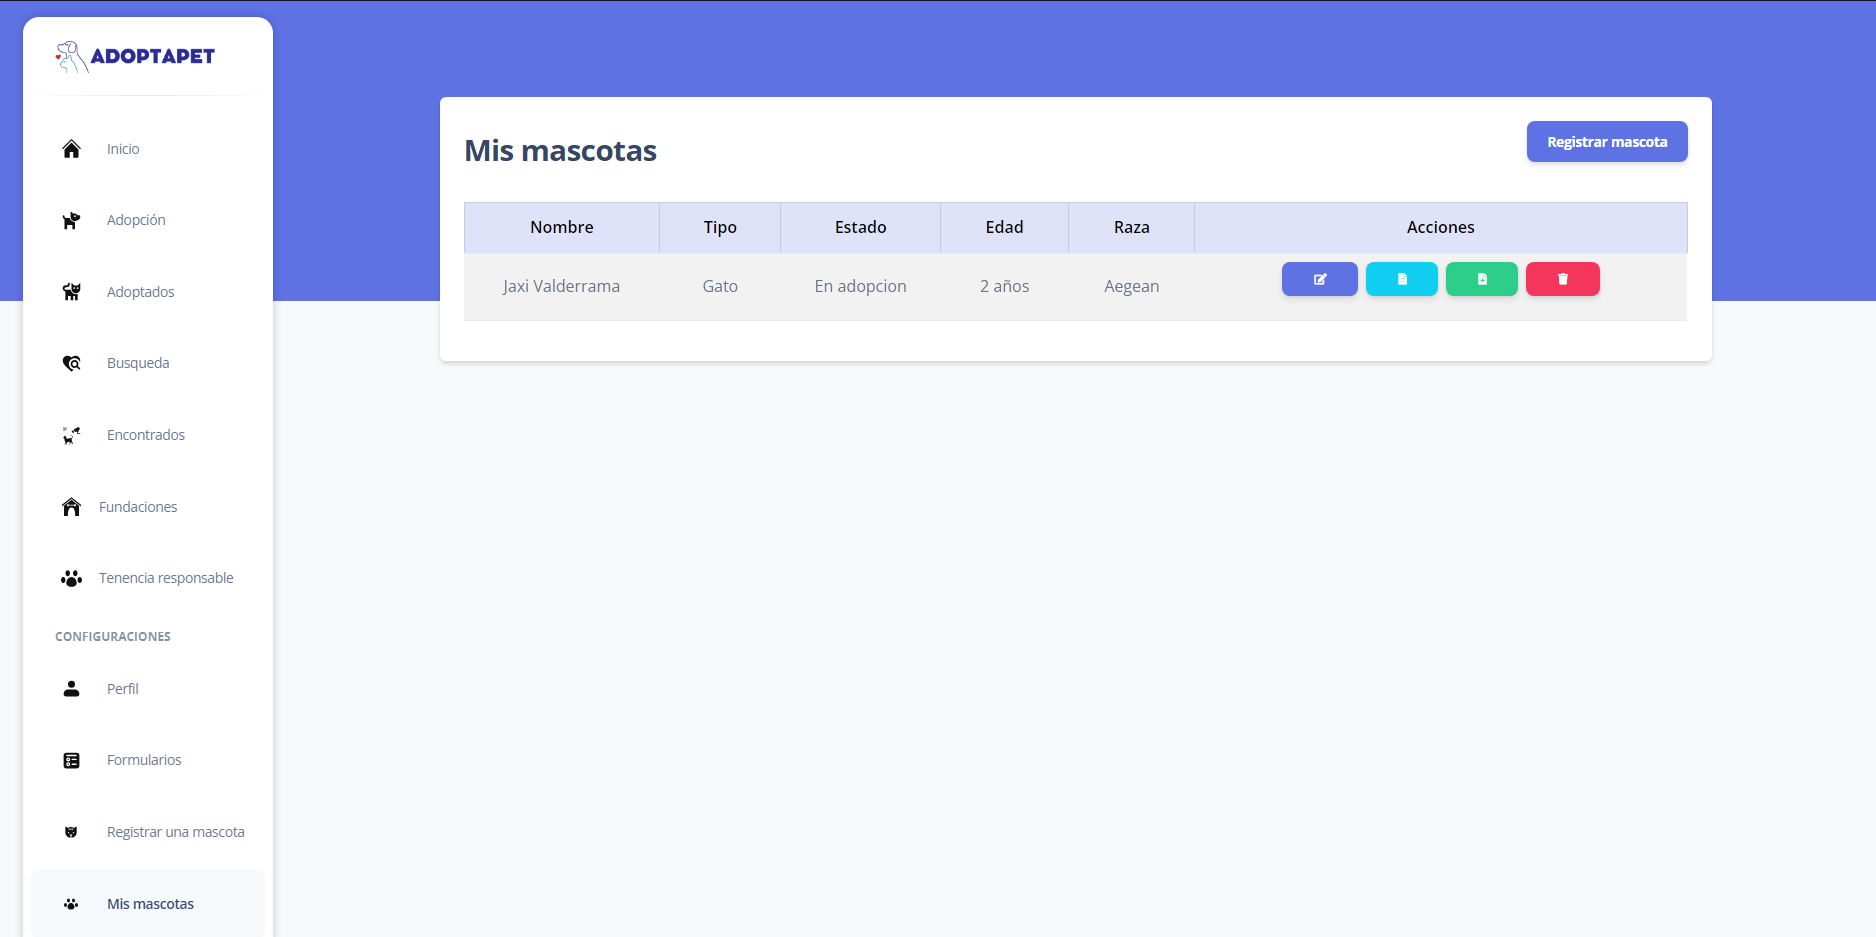 ADOPTAPET
Inicio
Adopción
Adoptados
Busqueda
Encontrados
Fundaciones
Tenencia responsable
CONFIGURACIONES
Perfil
Formularios
Registrar una mascota
Mis mascotas
Mis mascotas
Registrar mascota
Nombre Tipo Estado Edad Raza Acciones
Jaxi Valderrama Gato En adopcion 2 años Aegean